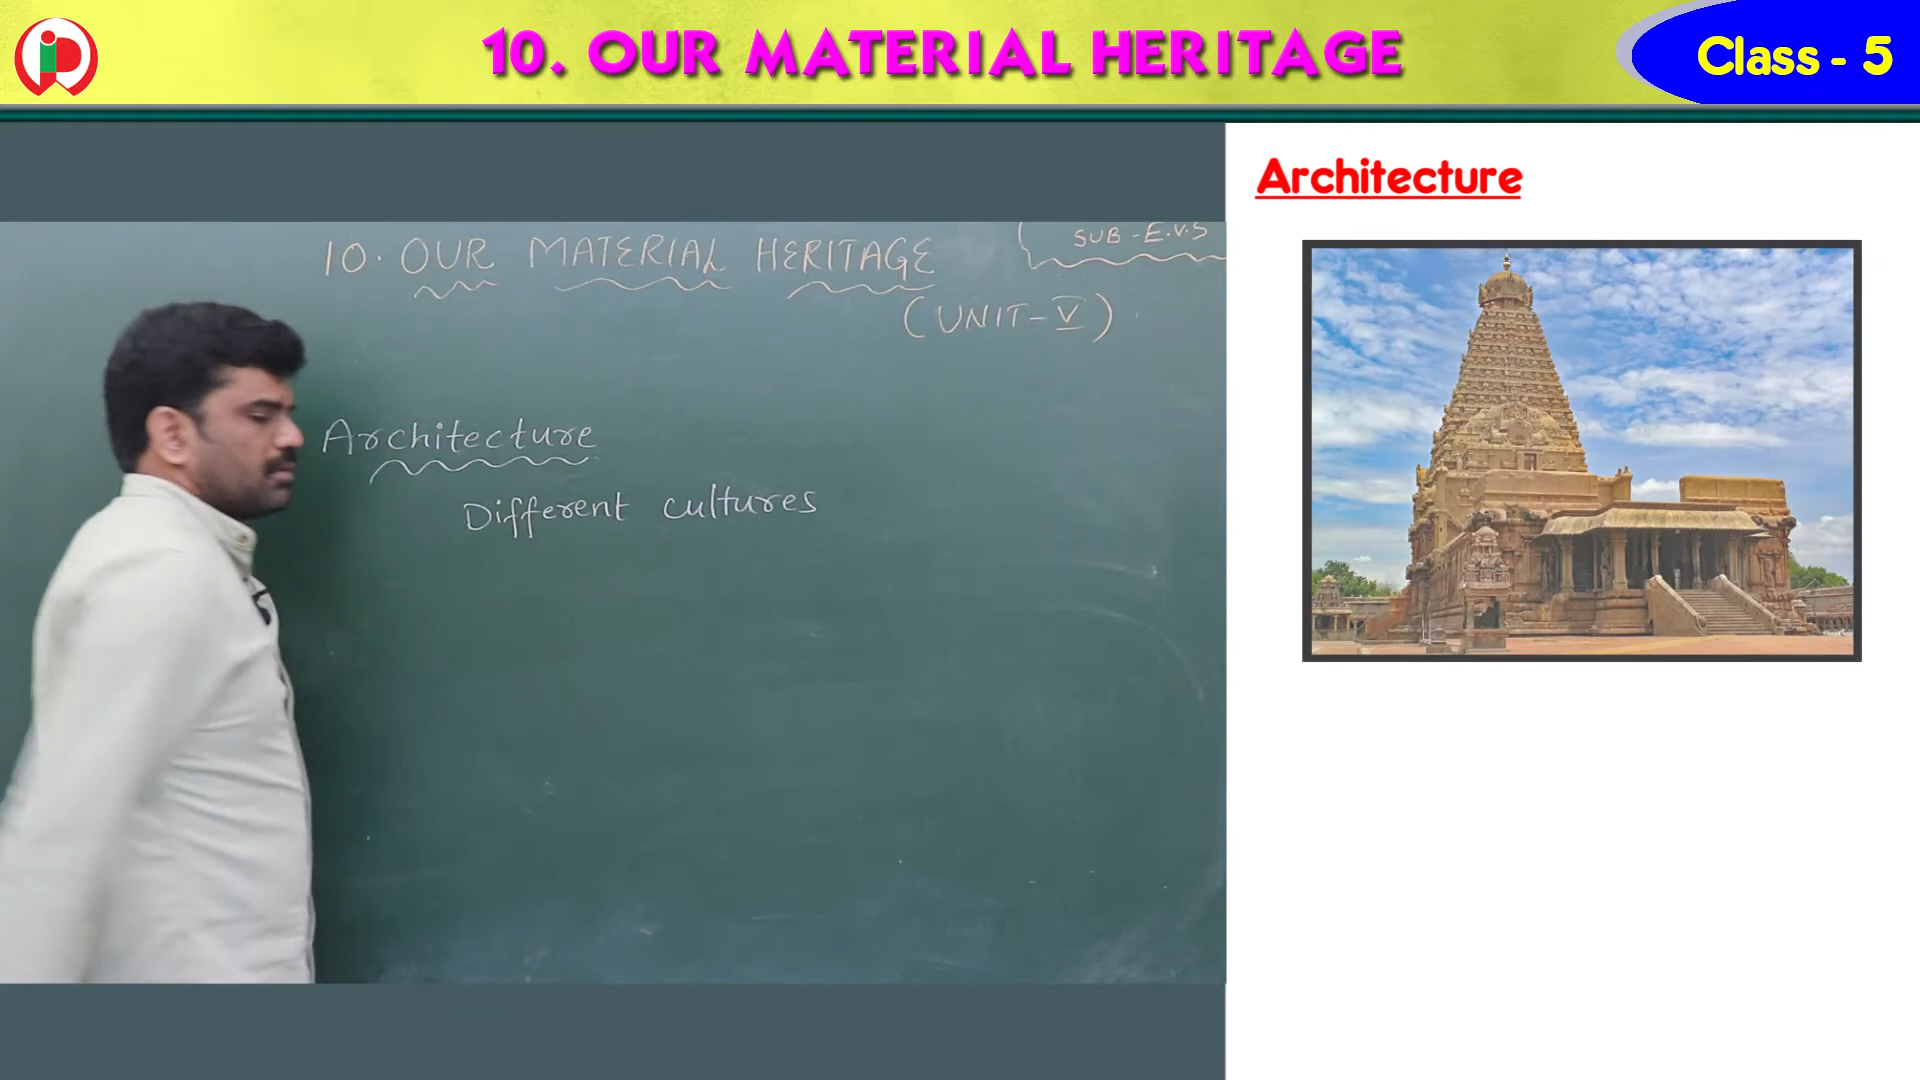 10. OUR MATERIAL HERITAGE
Class - 5
Architecture
10. OUR MATERIAL HERITAGE
SUB - E.V.S
(UNIT - V)
Architecture
Different cultures